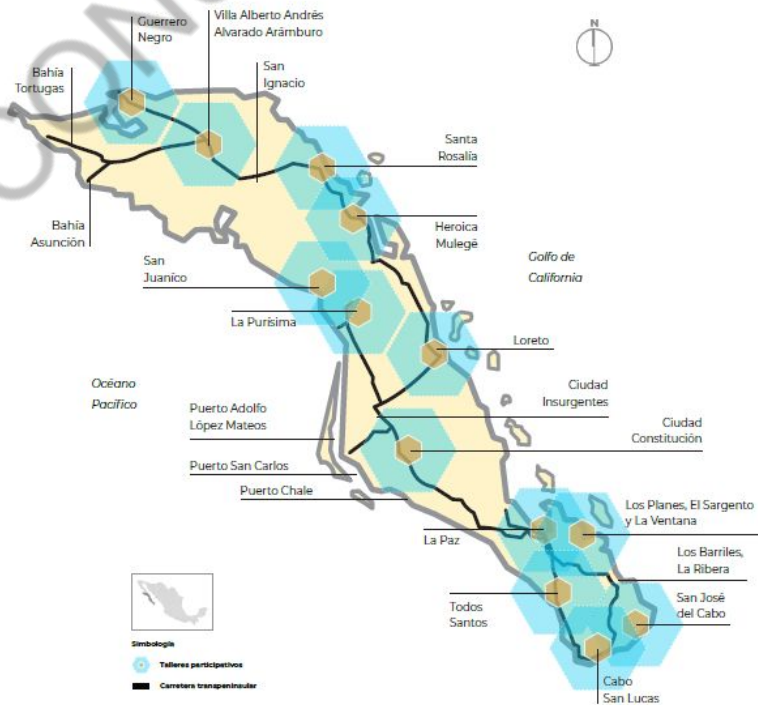 Guerrero
Negro
Villa Alberto Andrés
Alvarado Arámburo
Bahía
Tortugas
San
Ignacio
Santa
Rosalía
Bahía
Asunción
Heroica
Mulegé
San
Juanico
Golfo de
California
La Purísima
Loreto
Océano
Pacífico
Ciudad
Insurgentes
Puerto Adolfo
López Mateos
Ciudad
Constitución
Puerto San Carlos
Puerto Chale
Los Planes, El Sargento
y La Ventana
La Paz
Los Barriles,
La Ribera
Todos
Santos
San José
del Cabo
Cabo
San Lucas
Simbología
Talleres participativos
Carretera transpeninsular